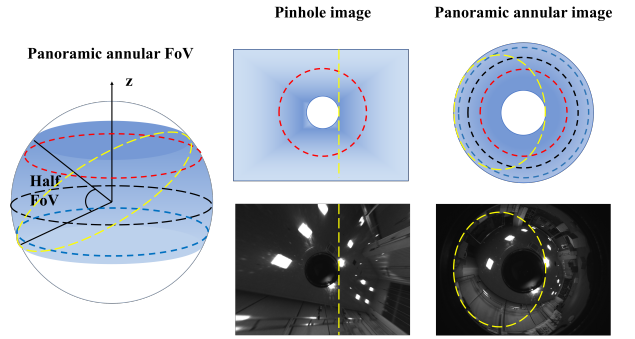 Pinhole image
Panoramic annular image
Panoramic annular FoV
z
Half
FoV